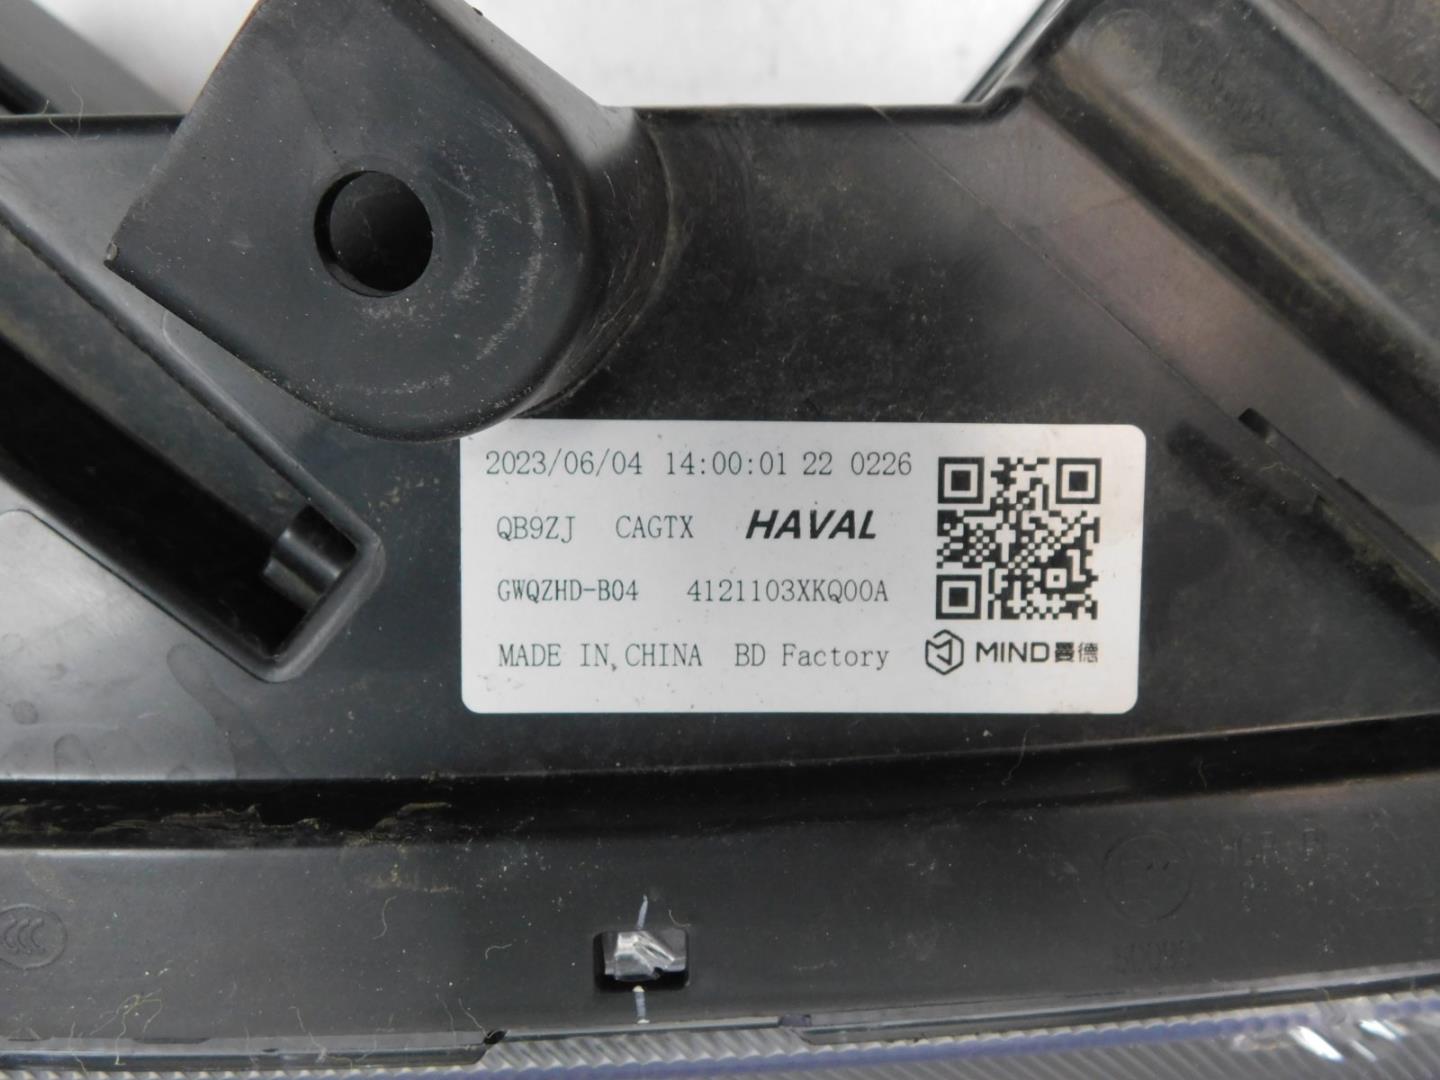 2023/06/04 14:00:01 22 0226
QB9ZJ CAGTX HAVAL
GWQZHD-B04 4121103XKQ00A
MADE IN CHINA BD Factory MIND曼德
CCC